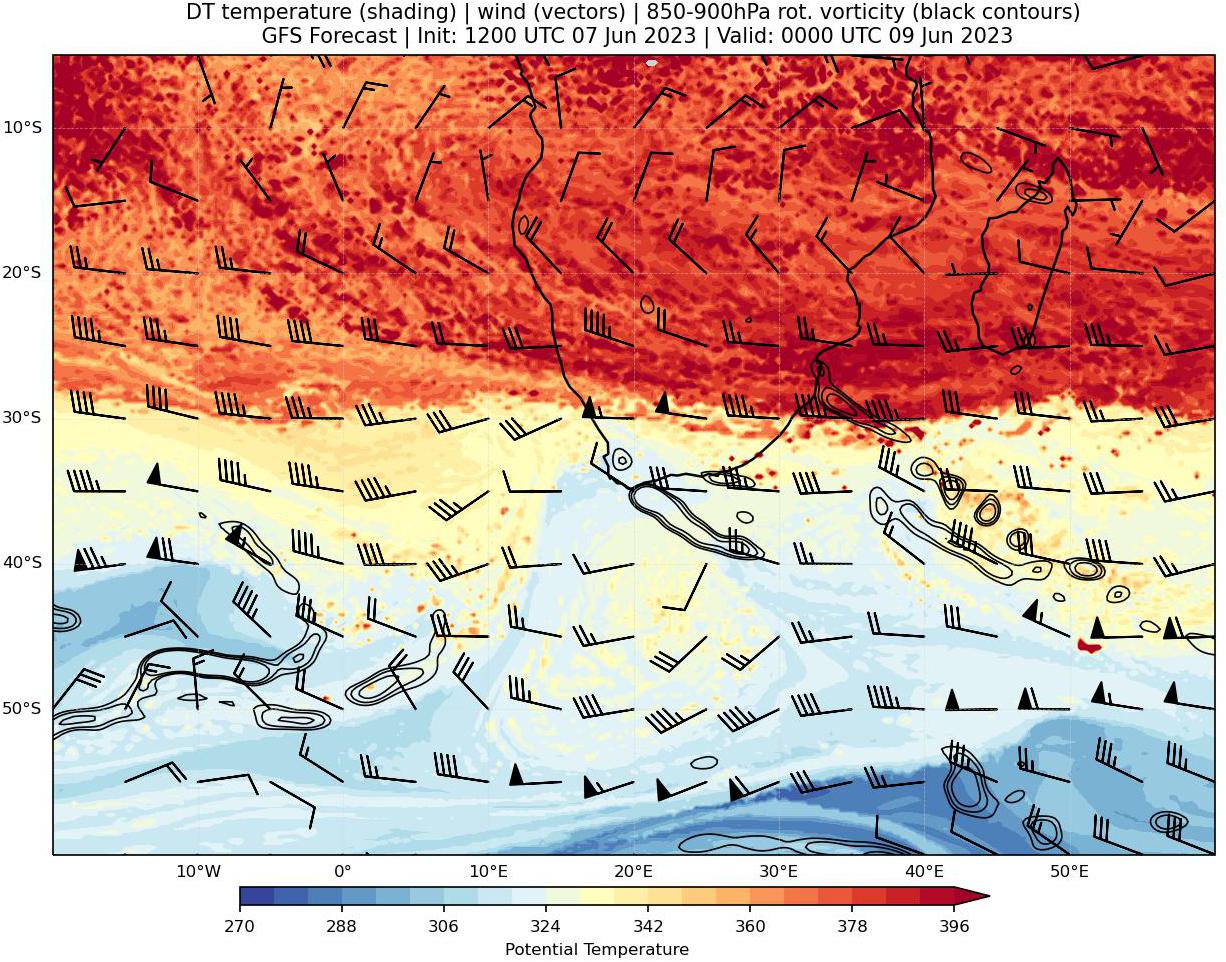 DT temperature (shading) | wind (vectors) | 850-900hPa rot. vorticity (black contours)
GFS Forecast | Init: 1200 UTC 07 Jun 2023 | Valid: 0000 UTC 09 Jun 2023
10°S
20°S
30°S
40°S
50°S
10°W 0° 10°E 20°E 30°E 40°E 50°E
270 288 306 324 342 360 378 396
Potential Temperature